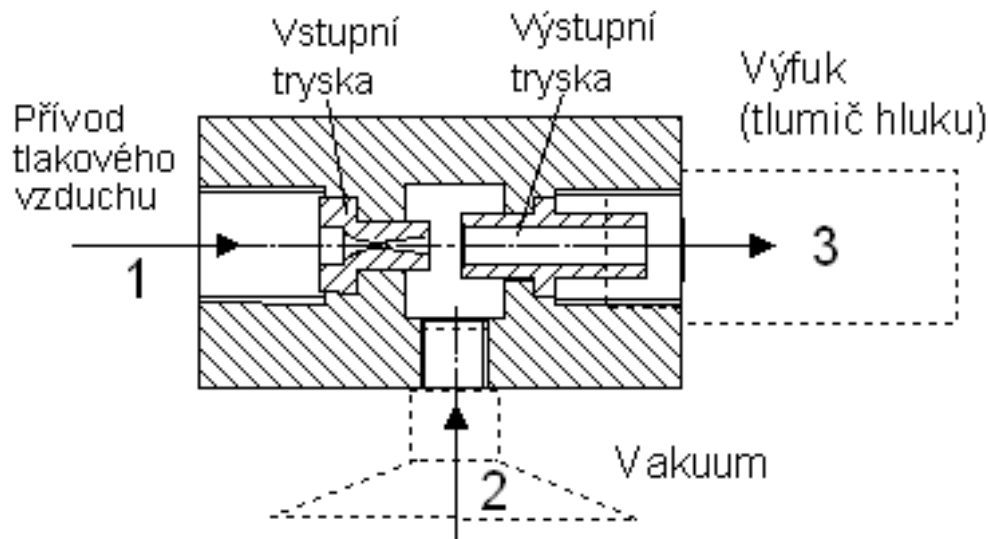 Vstupní
tryska
Výstupní
tryska
Výfuk
(tlumič hluku)
Přívod
tlakového
vzduchu
1
3
2
Vakuum